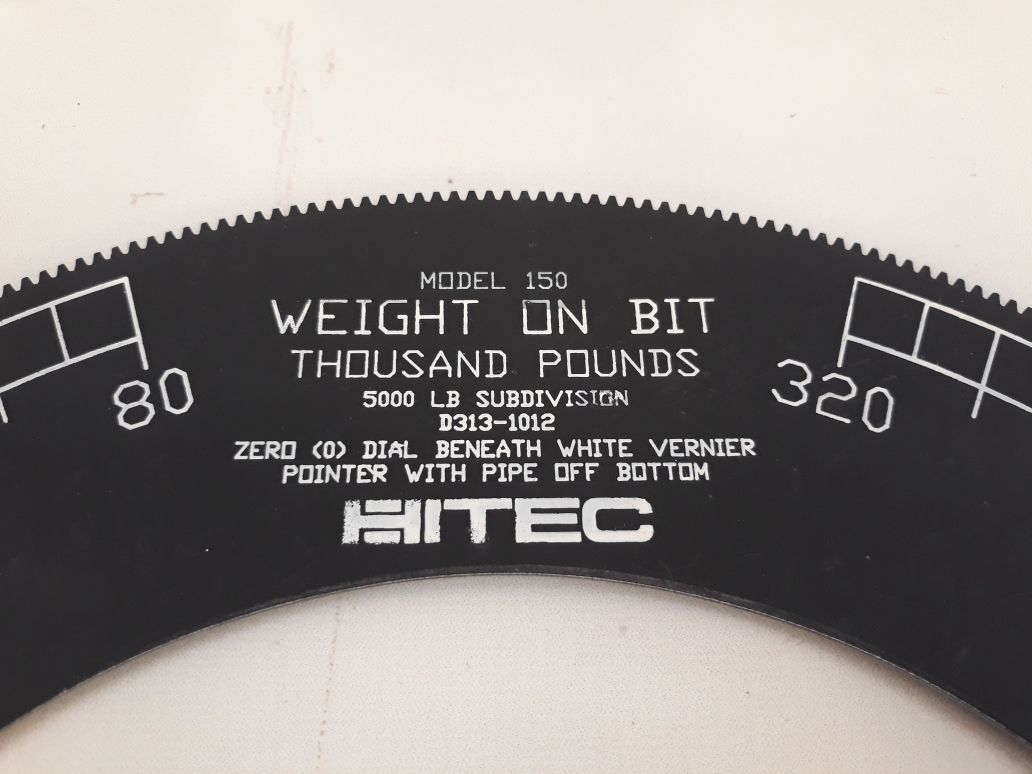 MODEL 150
WEIGHT ON BIT
THOUSAND POUNDS
5000 LB SUBDIVISION
D313-1012
ZERO (0) DIAL BENEATH WHITE VERNIER
POINTER WITH PIPE OFF BOTTOM
HITEC
80
320